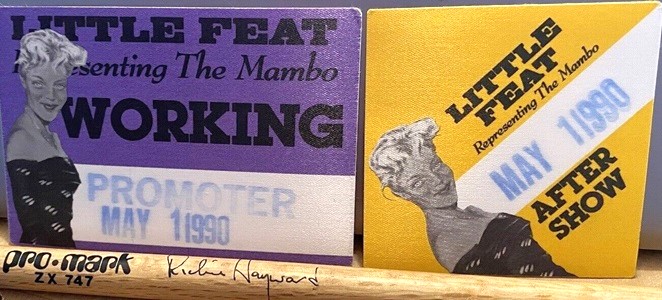 LITTLE FEAT
Representing The Mambo
WORKING
PROMOTER
MAY 1 1990
LITTLE
FEAT
Representing The Mambo
MAY 1 1990
AFTER
SHOW
pro•mark
ZX 747
Richie Hayward